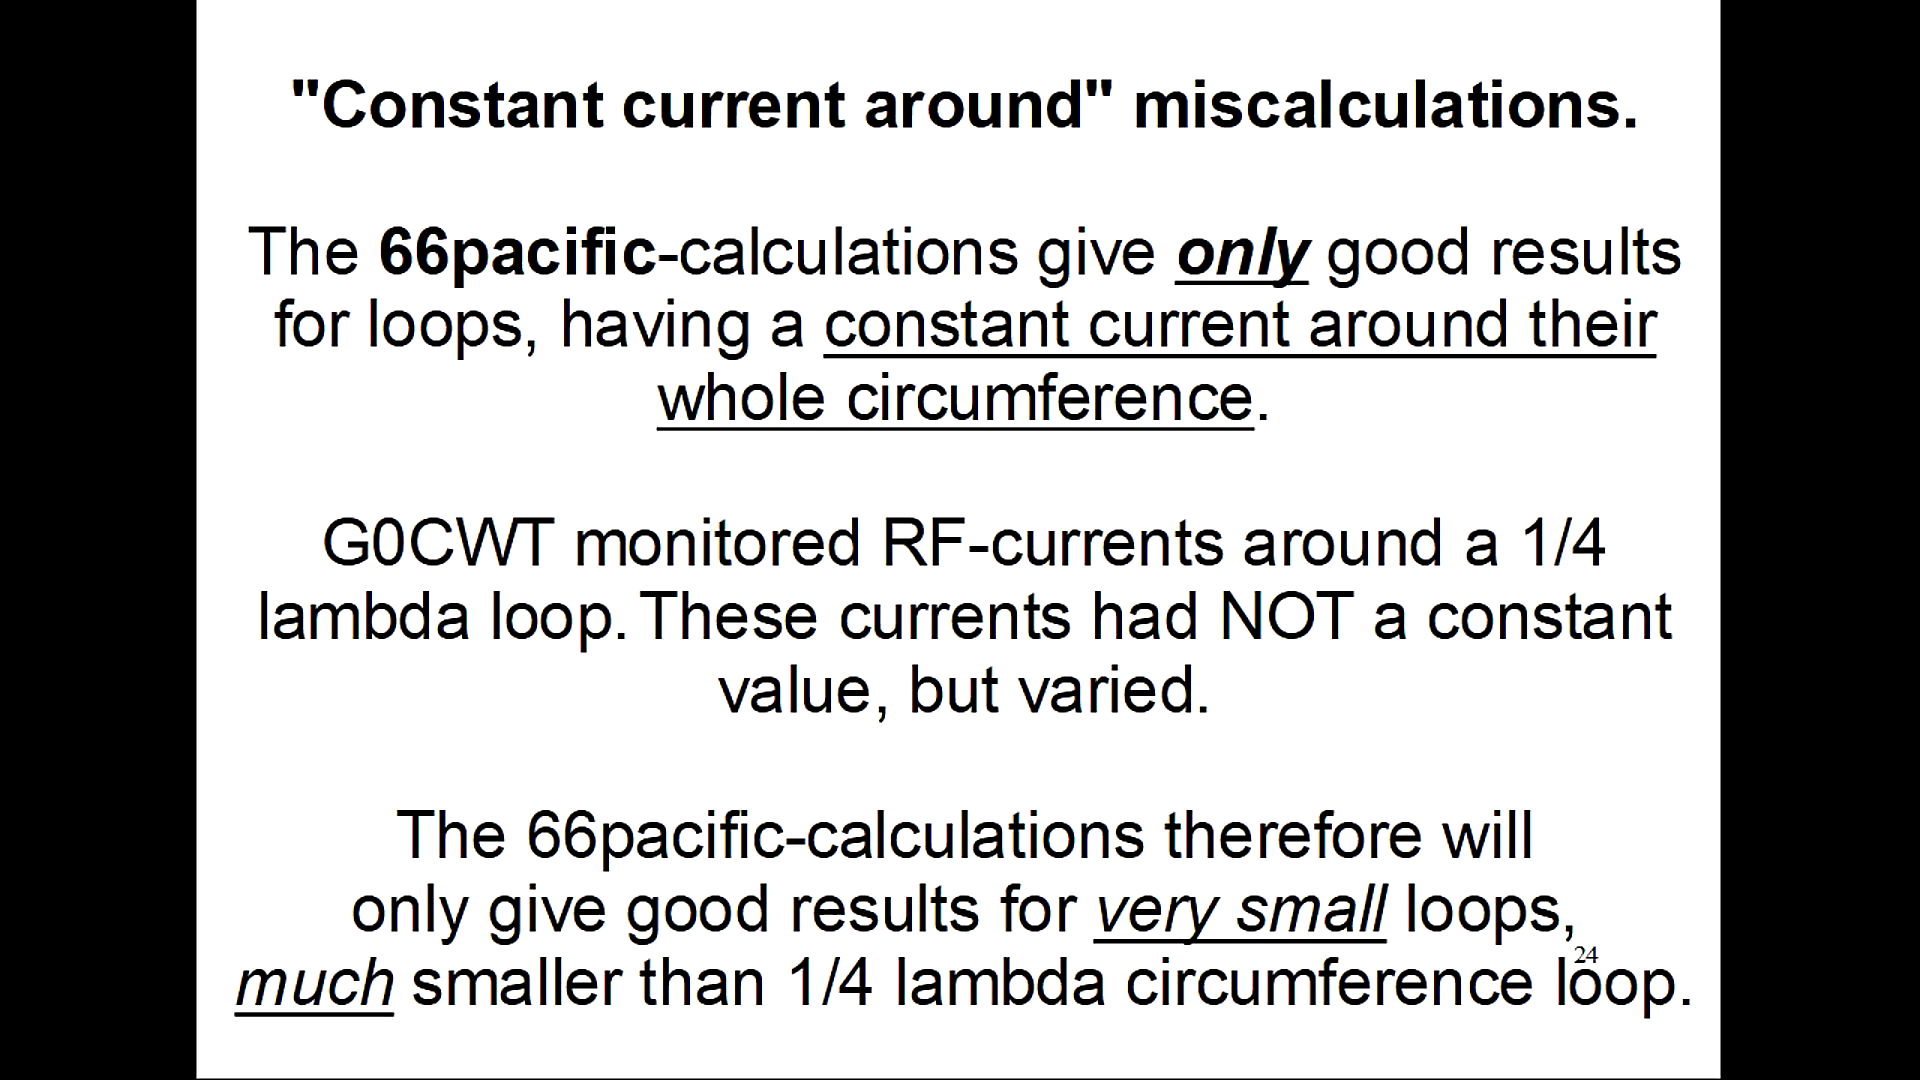 "Constant current around" miscalculations.
The 66pacific-calculations give only good results
for loops, having a constant current around their
whole circumference.
G0CWT monitored RF-currents around a 1/4
lambda loop. These currents had NOT a constant
value, but varied.
The 66pacific-calculations therefore will
only give good results for very small loops,
24
much smaller than 1/4 lambda circumference loop.